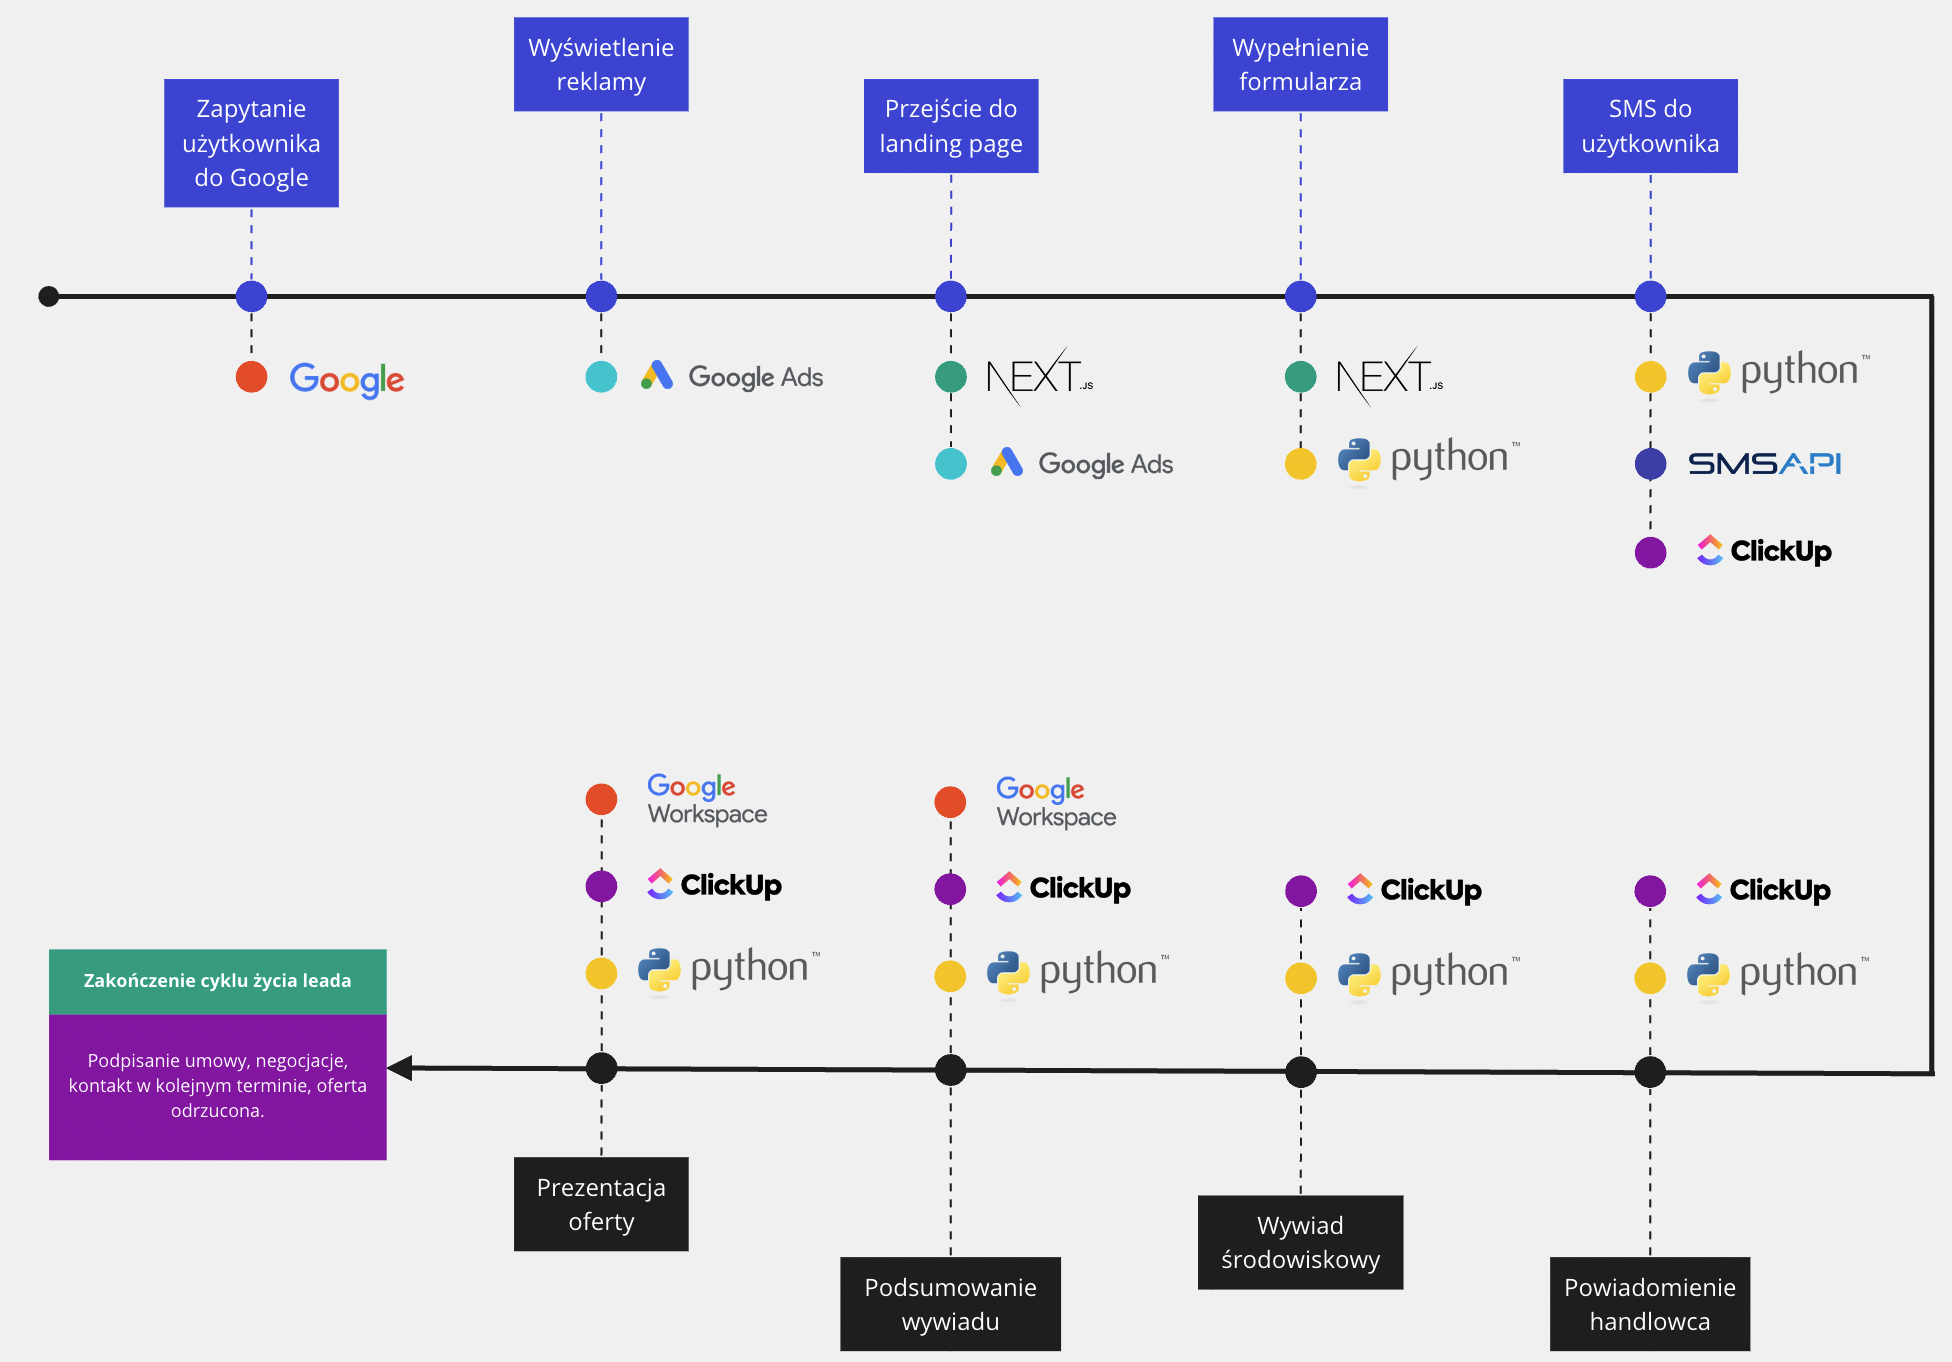 Zapytanie
użytkownika
do Google
Wyświetlenie
reklamy
Przejście do
landing page
Wypełnienie
formularza
SMS do
użytkownika
Google
Google Ads
NEXT.JS
Google Ads
NEXT.JS
python™
python™
SMSAPI
ClickUp
Google
Workspace
ClickUp
python™
Google
Workspace
ClickUp
python™
ClickUp
python™
ClickUp
python™
Zakończenie cyklu życia leada
Podpisanie umowy, negocjacje,
kontakt w kolejnym terminie, oferta
odrzucona.
Prezentacja
oferty
Podsumowanie
wywiadu
Wywiad
środowiskowy
Powiadomienie
handlowca